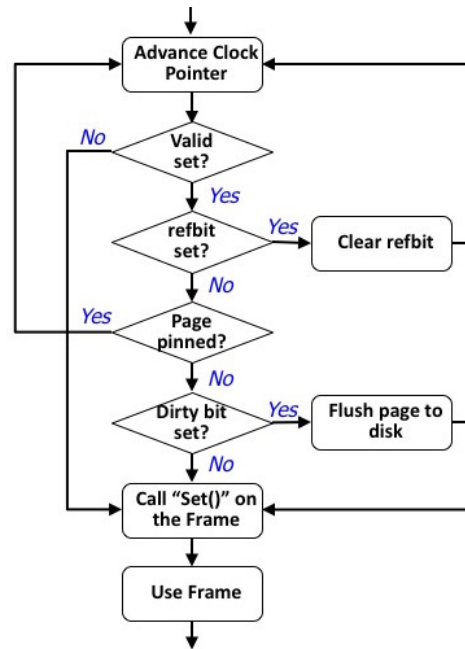 Advance Clock
Pointer
No
Valid
set?
Yes
refbit
set?
Yes
Clear refbit
No
Yes
Page
pinned?
No
Dirty bit
set?
Yes
Flush page to
disk
No
Call “Set()” on
the Frame
Use Frame